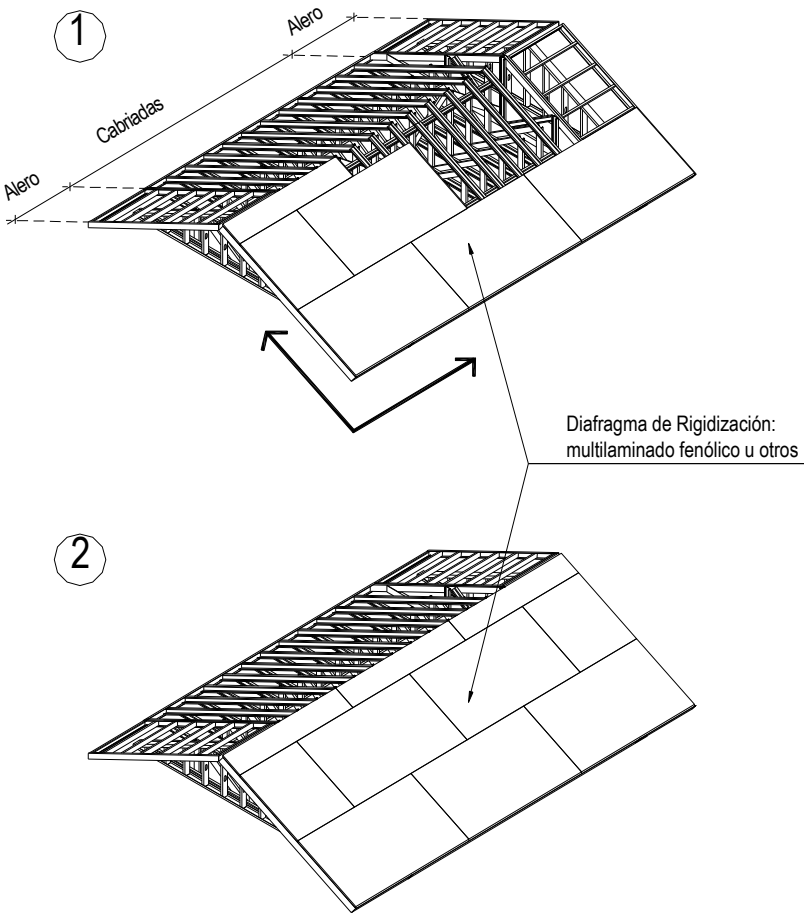 1
Alero
Cabriadas
Alero
Diafragma de Rigidización:
multilaminado fenólico u otros
2